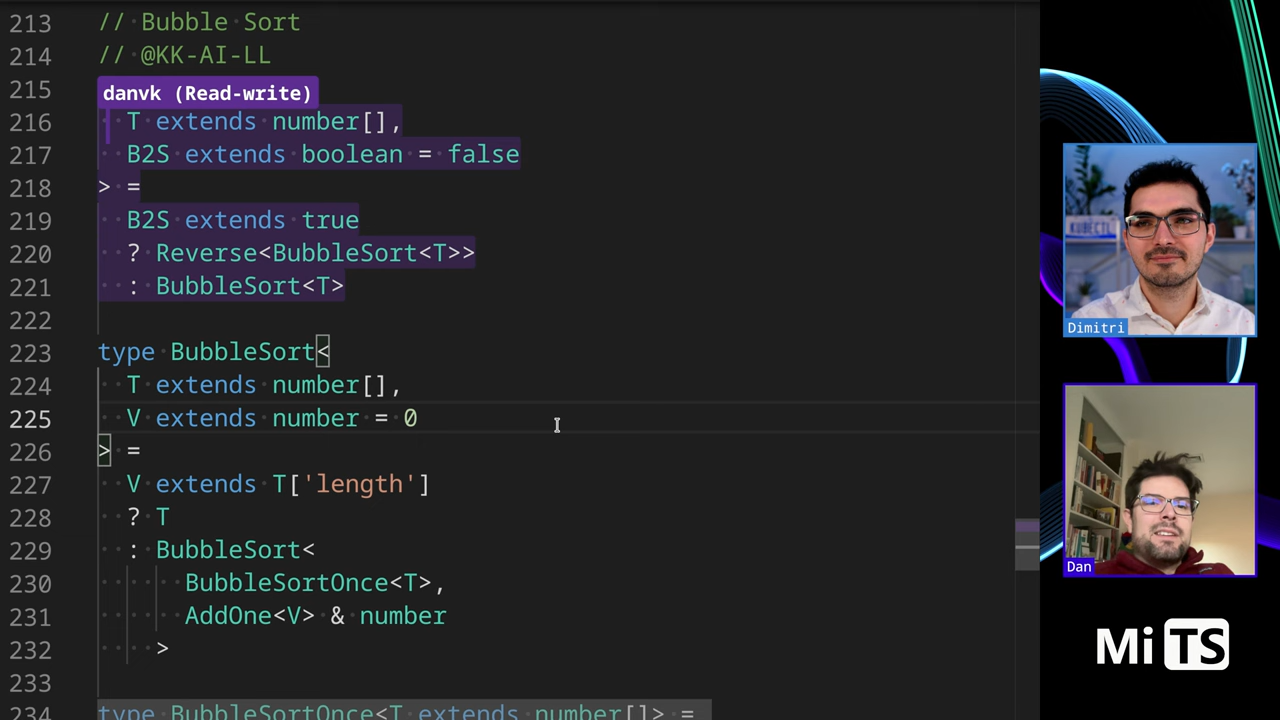 213 // Bubble Sort
214 // @KK-AI-LL
215 danvk (Read-write)
216 T extends number[],
217 B2S extends boolean = false
218 > =
219 B2S extends true
220 ? Reverse<BubbleSort<T>>
221 : BubbleSort<T>
222
223 type BubbleSort<
224 T extends number[],
225 V extends number = 0
226 > =
227 V extends T['length']
228 ? T
229 : BubbleSort<
230 BubbleSortOnce<T>,
231 AddOne<V> & number
232 >
233
234 type BubbleSortOnce<T extends number[]> =
KUBECTL
Dimitri
Dan
Mi TS